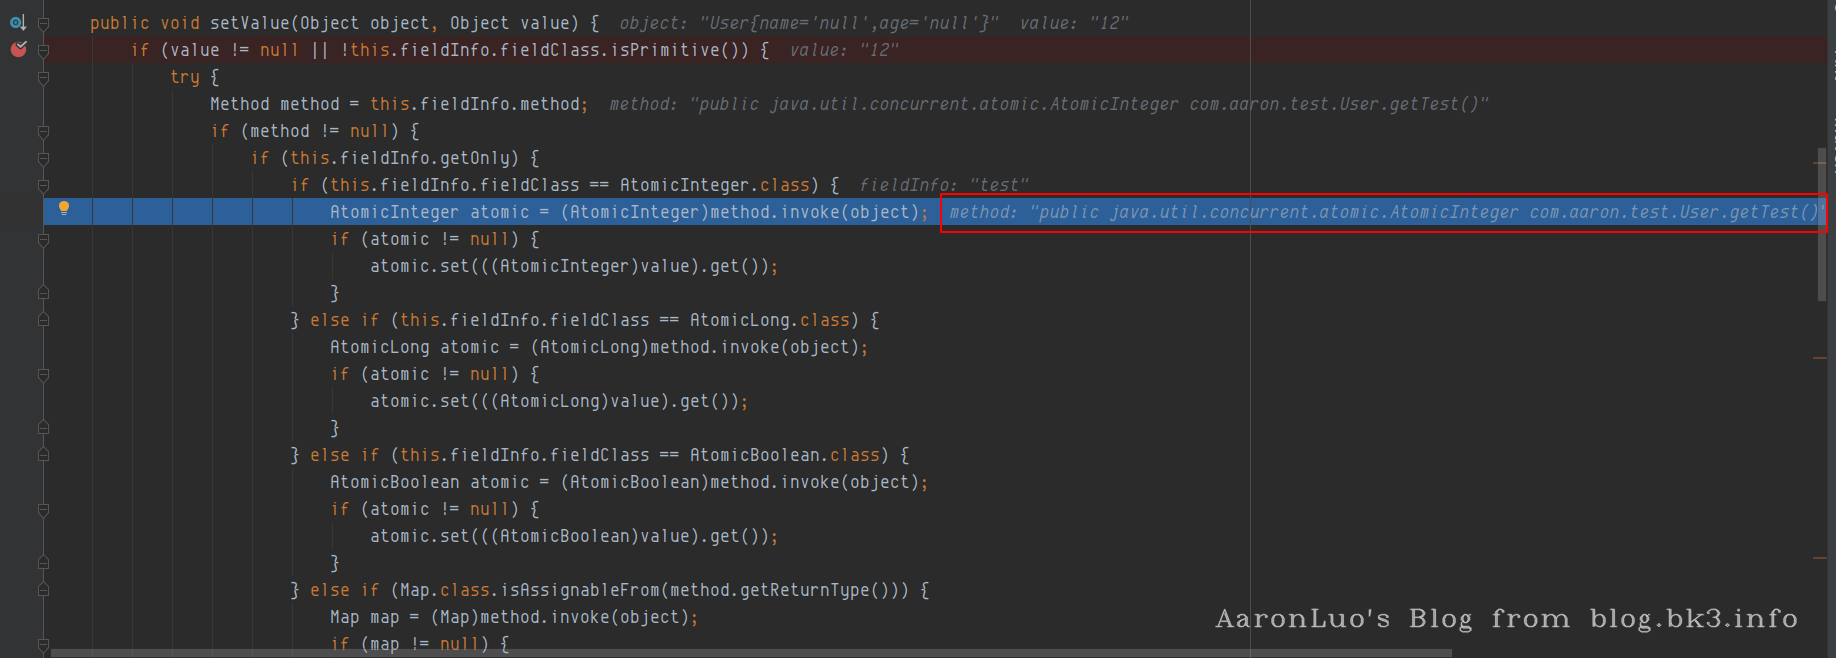 public void setValue(Object object, Object value) {  object: "User{name='null',age='null'}"  value: "12"
if (value != null || !this.fieldInfo.fieldClass.isPrimitive()) {  value: "12"
try {
Method method = this.fieldInfo.method;  method: "public java.util.concurrent.atomic.AtomicInteger com.aaron.test.User.getTest()"
if (method != null) {
if (this.fieldInfo.getOnly) {
if (this.fieldInfo.fieldClass == AtomicInteger.class) {  fieldInfo: "test"
AtomicInteger atomic = (AtomicInteger)method.invoke(object);  method: "public java.util.concurrent.atomic.AtomicInteger com.aaron.test.User.getTest()"
if (atomic != null) {
atomic.set(((AtomicInteger)value).get());
}
} else if (this.fieldInfo.fieldClass == AtomicLong.class) {
AtomicLong atomic = (AtomicLong)method.invoke(object);
if (atomic != null) {
atomic.set(((AtomicLong)value).get());
}
} else if (this.fieldInfo.fieldClass == AtomicBoolean.class) {
AtomicBoolean atomic = (AtomicBoolean)method.invoke(object);
if (atomic != null) {
atomic.set(((AtomicBoolean)value).get());
}
} else if (Map.class.isAssignableFrom(method.getReturnType())) {
Map map = (Map)method.invoke(object);
if (map != null) {
AaronLuo's Blog from blog.bk3.info